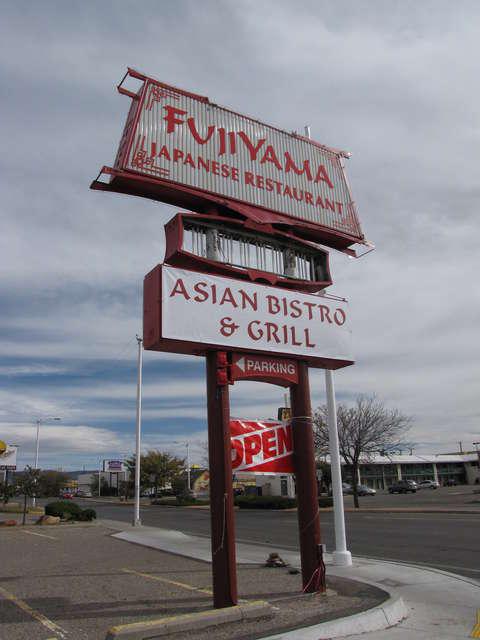 FUJIYAMA
JAPANESE RESTAURANT
ASIAN BISTRO
& GRILL
PARKING
OPEN